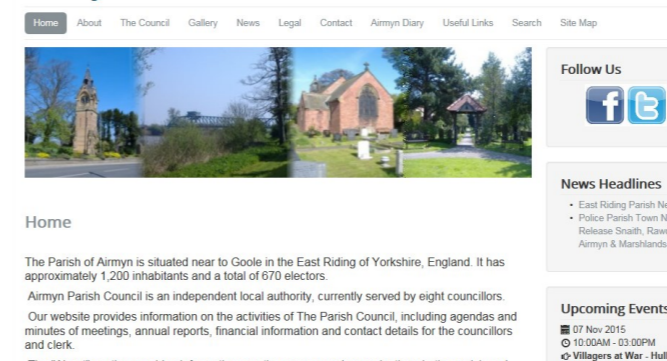 Home About The Council Gallery News Legal Contact Airmyn Diary Useful Links Search Site Map
Follow Us
News Headlines
• East Riding Parish Ne
• Police Parish Town N
Release Snaith, Raw
Airmyn & Marshlands
Home
The Parish of Airmyn is situated near to Goole in the East Riding of Yorkshire, England. It has
approximately 1,200 inhabitants and a total of 670 electors.
Airmyn Parish Council is an independent local authority, currently served by eight councillors.
Our website provides information on the activities of The Parish Council, including agendas and
minutes of meetings, annual reports, financial information and contact details for the councillors
and clerk.
Upcoming Events
07 Nov 2015
10:00AM - 03:00PM
Villagers at War - Hull